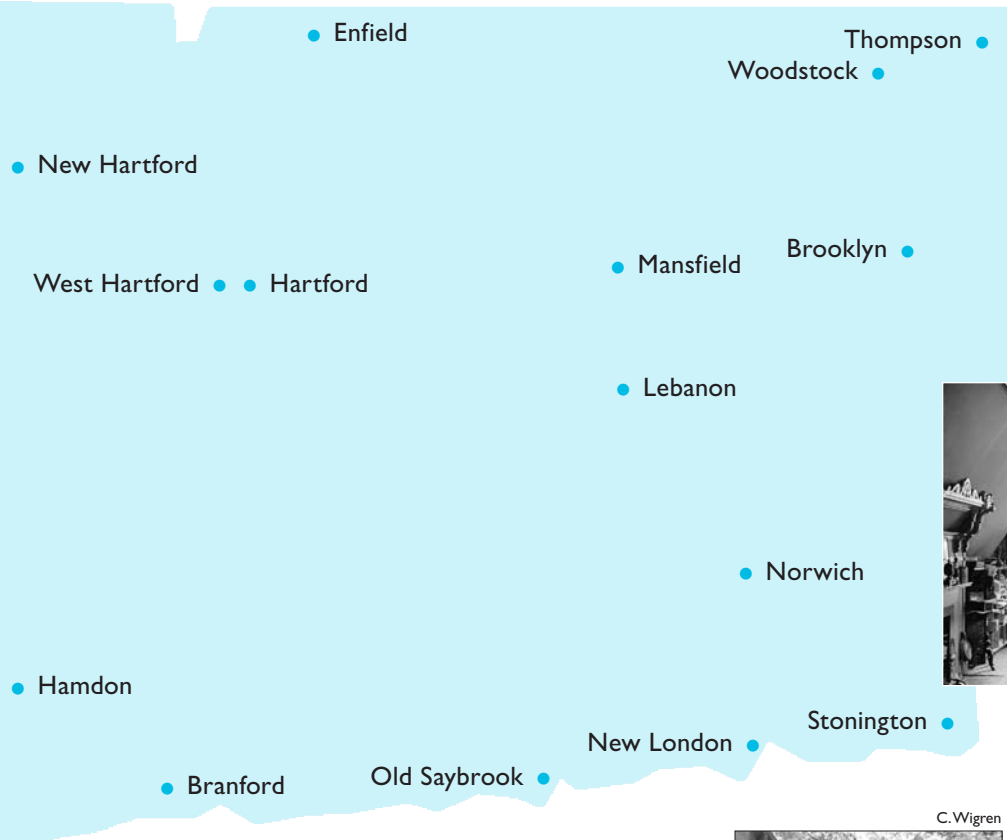 Enfield
Thompson
Woodstock
New Hartford
Brooklyn
Mansfield
West Hartford
Hartford
Lebanon
Norwich
Hamdon
Stonington
New London
Old Saybrook
Branford
C.Wigren